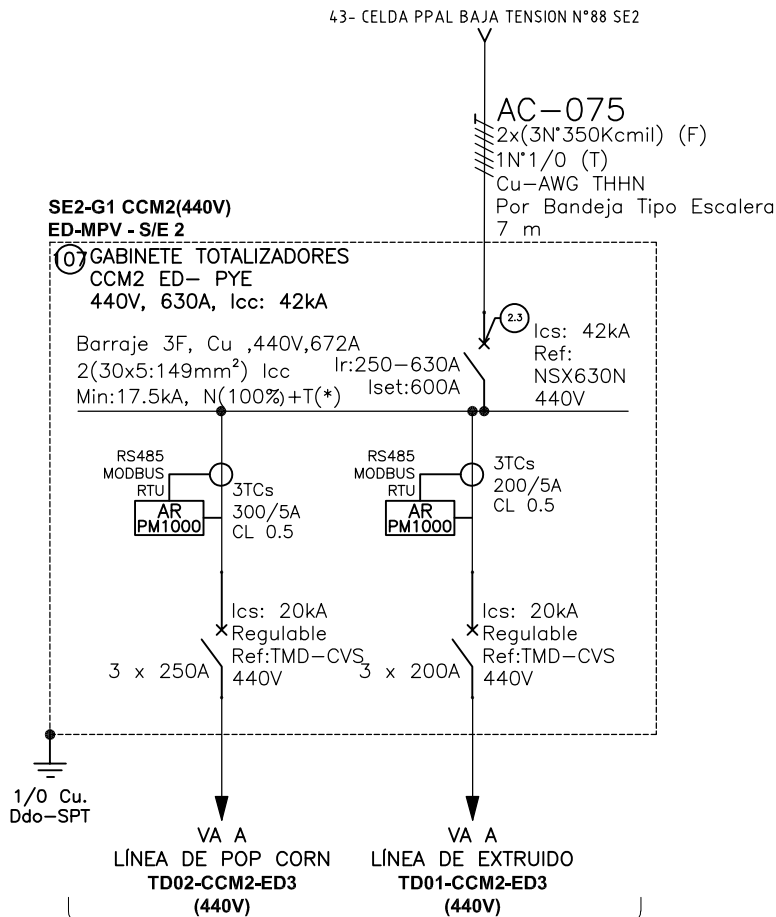 43- CELDA PPAL BAJA TENSION N°88 SE2
AC-075
2x(3N°350Kcmil) (F)
1N°1/0 (T)
Cu-AWG THHN
Por Bandeja Tipo Escalera
7 m
SE2-G1 CCM2(440V)
ED-MPV - S/E 2
107 GABINETE TOTALIZADORES
CCM2 ED- PYE
440V, 630A, Icc: 42kA
2.3
Ics: 42kA
Ref:
NSX630N
440V
Ir:250-630A
Iset:600A
Barraje 3F, Cu ,440V,672A
2(30x5:149mm²) Icc
Min:17.5kA, N(100%)+T(*)
RS485
MODBUS
RTU
AR
PM1000
3TCs
300/5A
CL 0.5
RS485
MODBUS
RTU
AR
PM1000
3TCs
200/5A
CL 0.5
Ics: 20kA
Regulable
Ref:TMD-CVS
440V
3 x 250A
Ics: 20kA
Regulable
Ref:TMD-CVS
440V
3 x 200A
1/0 Cu.
Ddo-SPT
VA A
LÍNEA DE POP CORN
TD02-CCM2-ED3
(440V)
VA A
LÍNEA DE EXTRUIDO
TD01-CCM2-ED3
(440V)